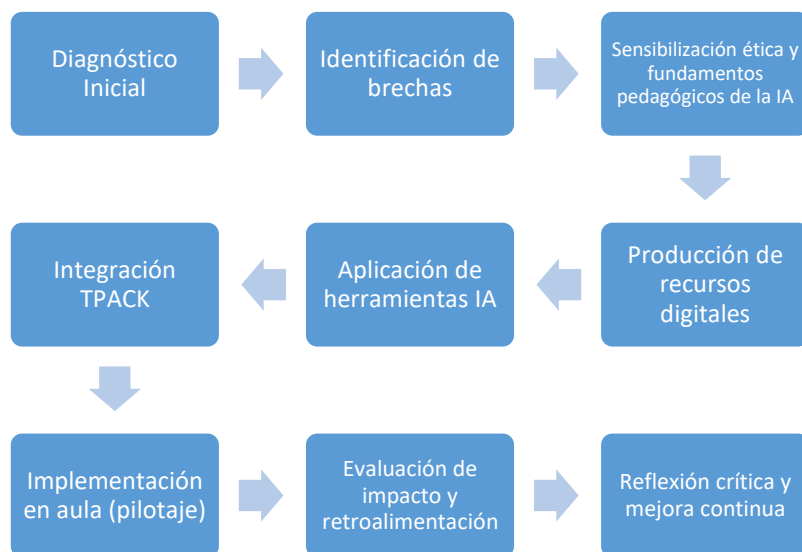 Diagnóstico
Inicial
Identificación de
brechas
Sensibilización ética y
fundamentos
pedagógicos de la IA
Producción de
recursos
digitales
Aplicación de
herramientas IA
Integración
TPACK
Implementación
en aula (pilotaje)
Evaluación de
impacto y
retroalimentación
Reflexión crítica y
mejora continua